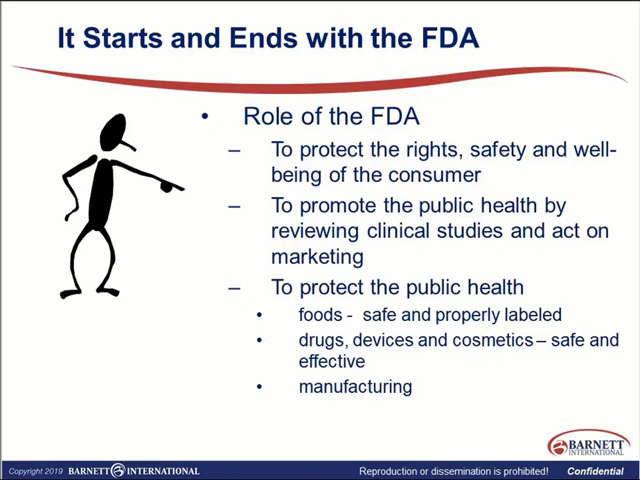 It Starts and Ends with the FDA
• Role of the FDA
– To protect the rights, safety and well-
being of the consumer
– To promote the public health by
reviewing clinical studies and act on
marketing
– To protect the public health
• foods - safe and properly labeled
• drugs, devices and cosmetics – safe and
effective
• manufacturing
BARNETT
INTERNATIONAL
Copyright 2019 BARNETT INTERNATIONAL Reproduction or dissemination is prohibited! Confidential